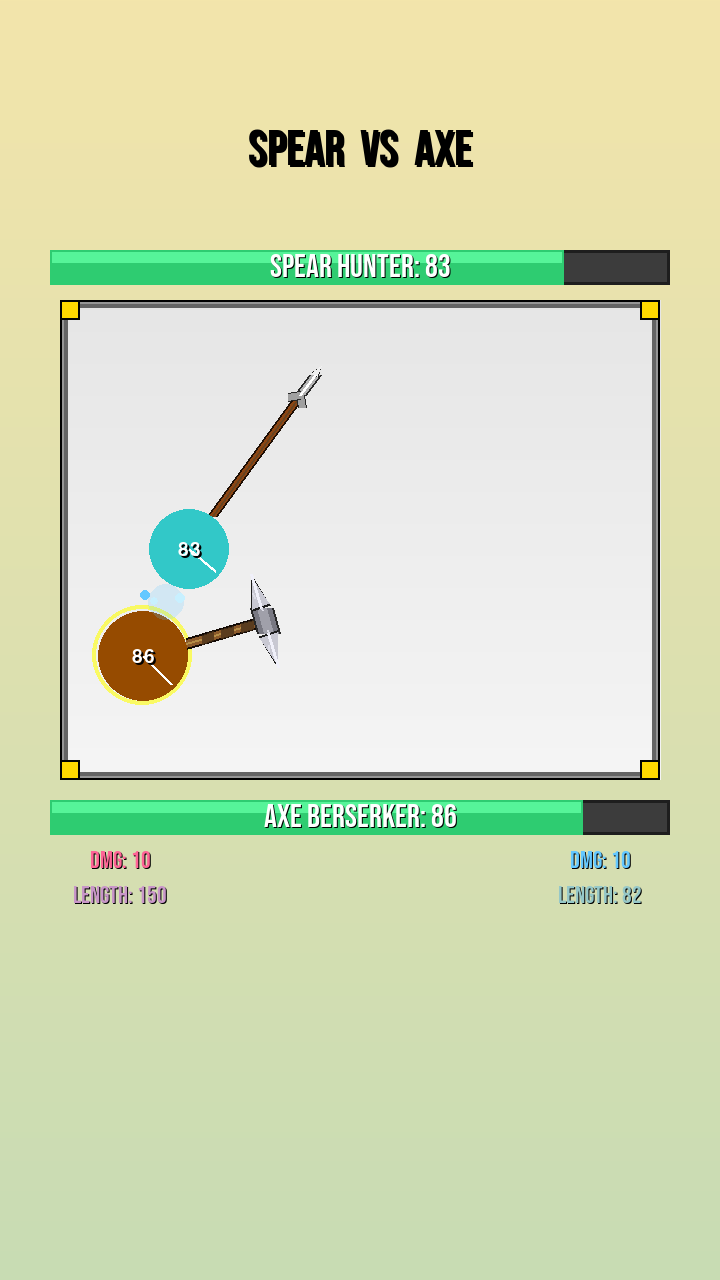 SPEAR VS AXE
SPEAR HUNTER: 83
83
86
AXE BERSERKER: 86
DMG: 10
DMG: 10
LENGTH: 150
LENGTH: 82